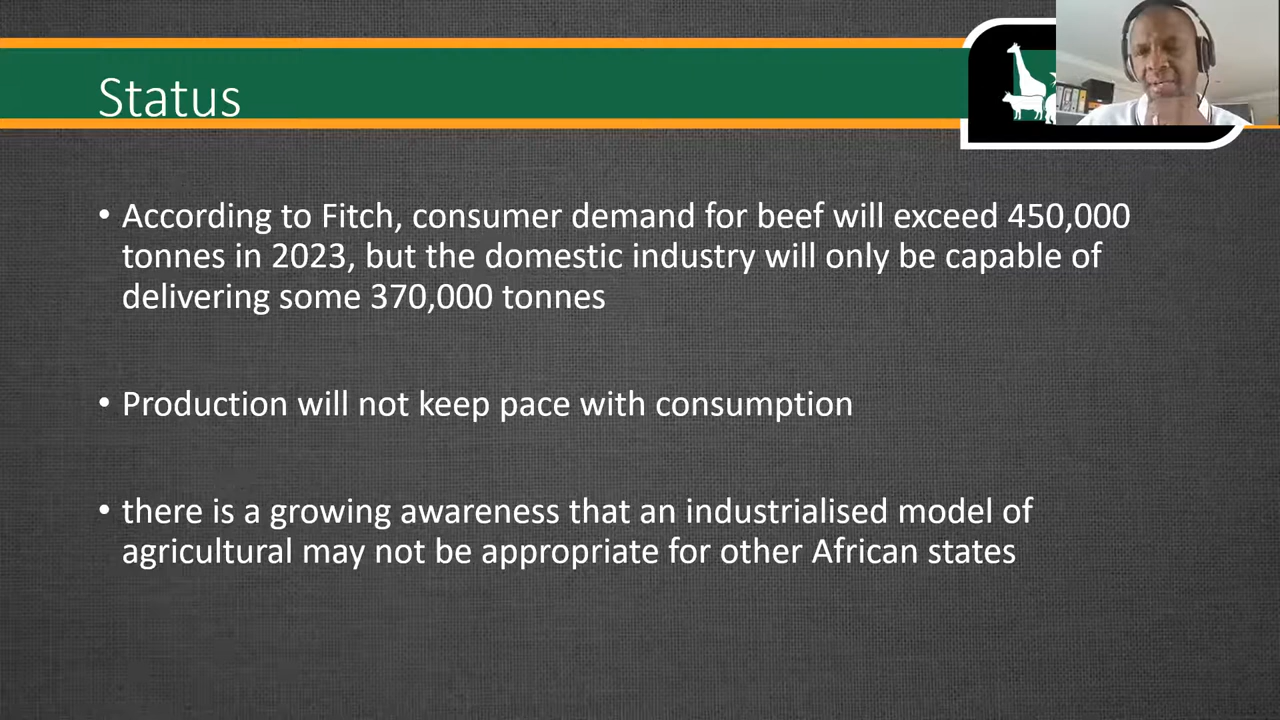 Status
• According to Fitch, consumer demand for beef will exceed 450,000
tonnes in 2023, but the domestic industry will only be capable of
delivering some 370,000 tonnes
• Production will not keep pace with consumption
• there is a growing awareness that an industrialised model of
agricultural may not be appropriate for other African states